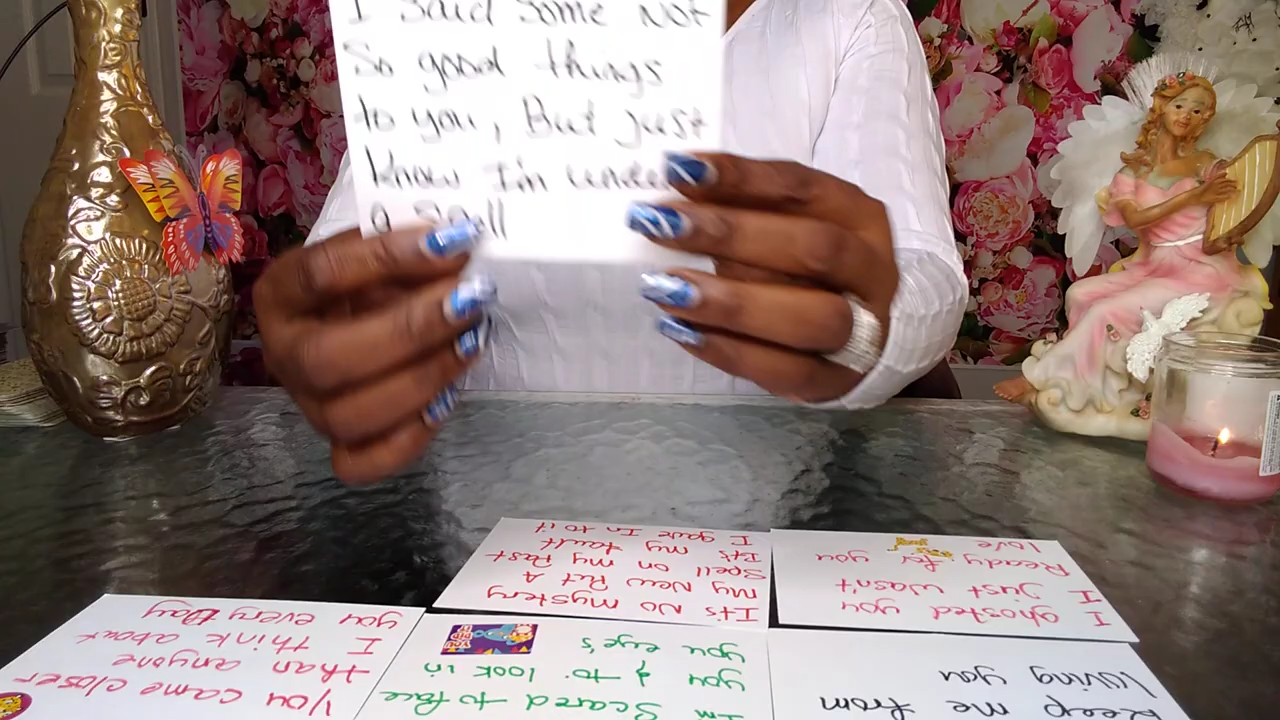 I said some not
So good things
to you, But just
know I'm unde
a spell
It's No mystery
My New Put A
Spell on my Past
It's my fault
I gave In to it
I ghosted you
I Just wasn't
Ready for you
love
You came closer
than anyone
I think about
you every Day
Im Scared to face
you & to look in
you eye's
keep me from
loving you